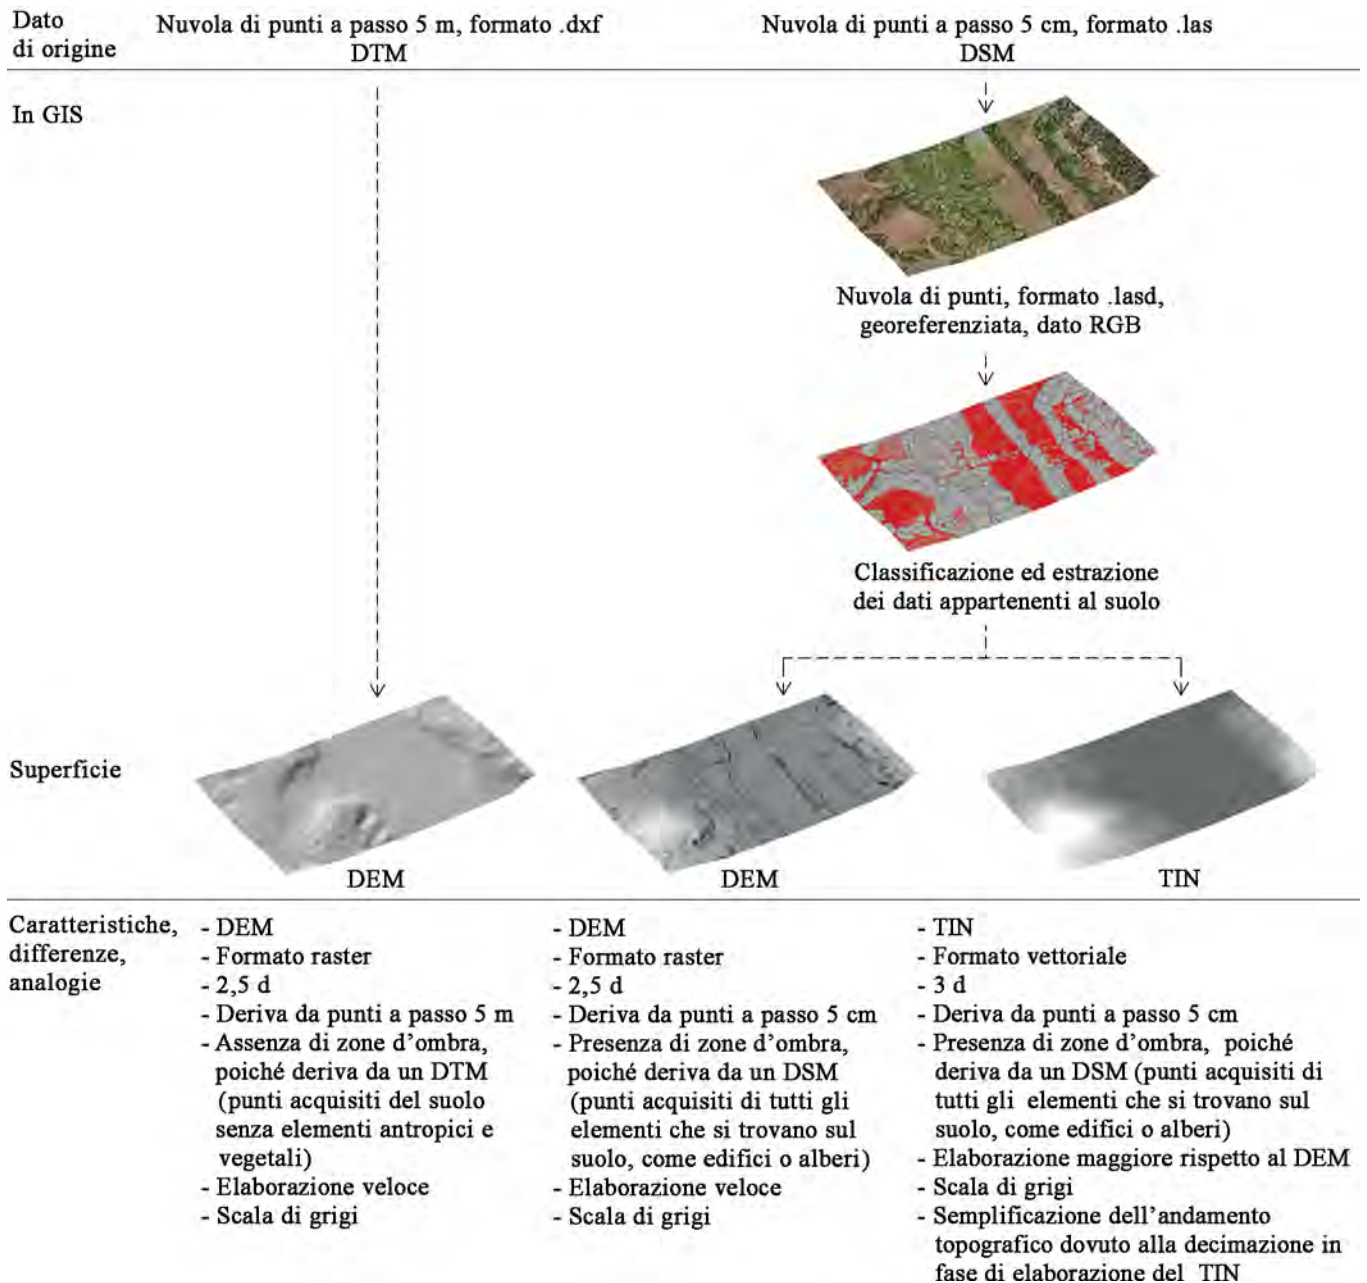 Dato
di origine
Nuvola di punti a passo 5 m, formato .dxf
DTM
Nuvola di punti a passo 5 cm, formato .las
DSM
In GIS
Nuvola di punti, formato .lasd,
georeferenziata, dato RGB
Classificazione ed estrazione
dei dati appartenenti al suolo
Superficie
DEM
DEM
TIN
Caratteristiche,
differenze,
analogie
- DEM
- Formato raster
- 2,5 d
- Deriva da punti a passo 5 m
- Assenza di zone d'ombra,
poiché deriva da un DTM
(punti acquisiti del suolo
senza elementi antropici e
vegetali)
- Elaborazione veloce
- Scala di grigi
- DEM
- Formato raster
- 2,5 d
- Deriva da punti a passo 5 cm
- Presenza di zone d'ombra,
poiché deriva da un DSM
(punti acquisiti di tutti gli
elementi che si trovano sul
suolo, come edifici o alberi)
- Elaborazione veloce
- Scala di grigi
- TIN
- Formato vettoriale
- 3 d
- Deriva da punti a passo 5 cm
- Presenza di zone d'ombra, poiché
deriva da un DSM (punti acquisiti di
tutti gli elementi che si trovano sul
suolo, come edifici o alberi)
- Elaborazione maggiore rispetto al DEM
- Scala di grigi
- Semplificazione dell'andamento
topografico dovuto alla decimazione in
fase di elaborazione del TIN